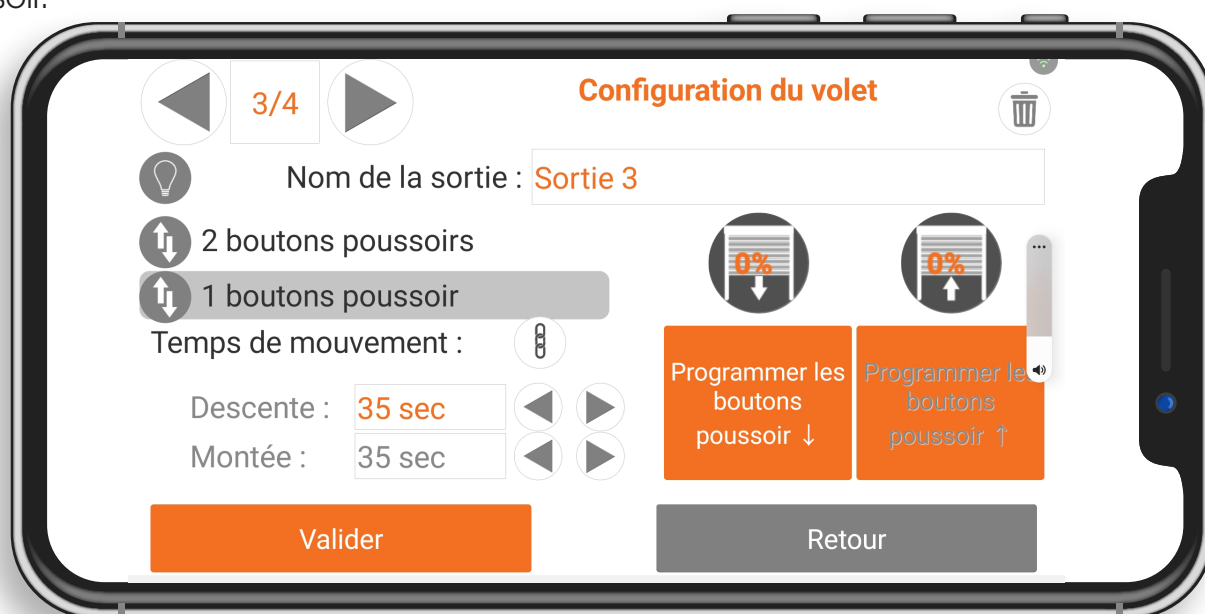 soir.
3/4
Configuration du volet
Nom de la sortie : Sortie 3
2 boutons poussoirs
1 boutons poussoir
0%
0%
Temps de mouvement :
Descente : 35 sec
Montée : 35 sec
Programmer les
boutons
poussoir ↓
Programmer les
boutons
poussoir ↑
Valider
Retour